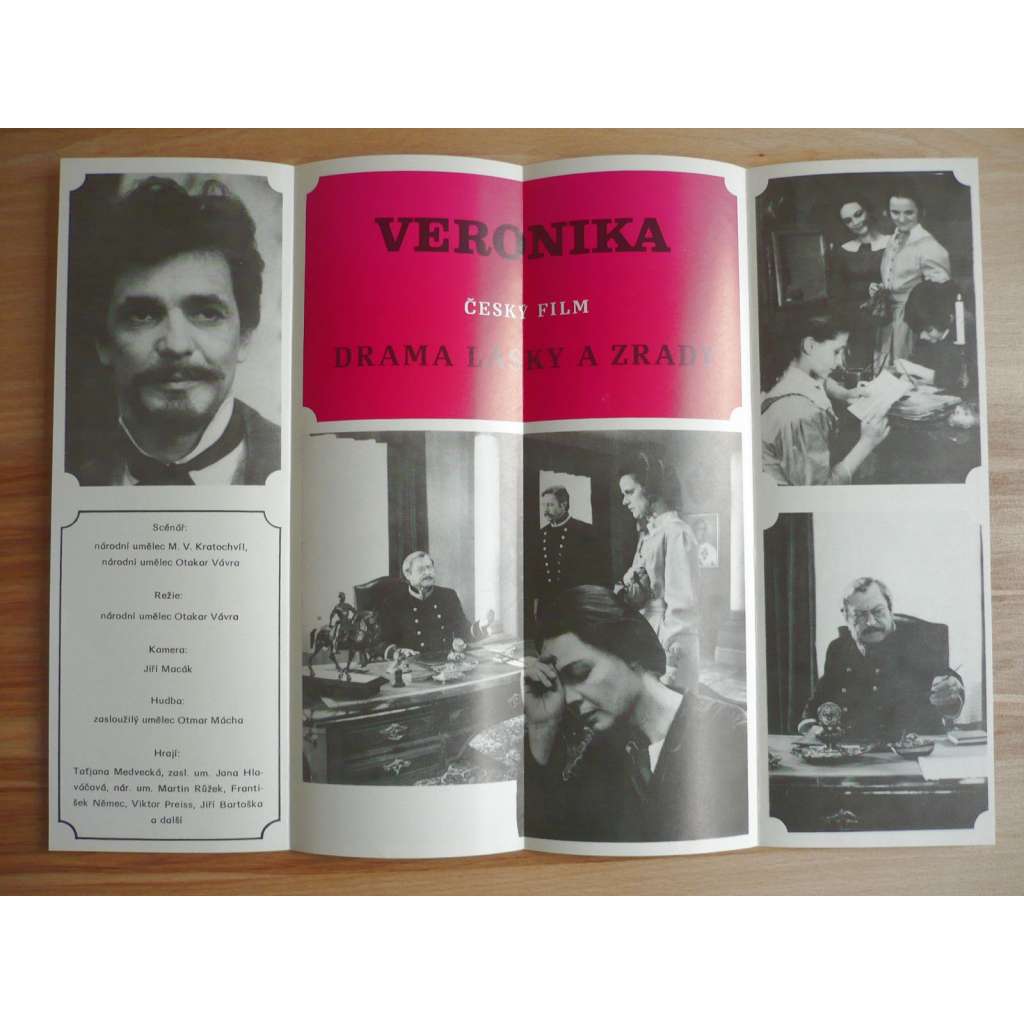 VERONIKA
ČESKÝ FILM
DRAMA LÁSKY A ZRADY
Scénář:
národní umělec M. V. Kratochvíl,
národní umělec Otakar Vávra
Režie:
národní umělec Otakar Vávra
Kamera:
Jiří Macák
Hudba:
zasloužilý umělec Otmar Mácha
Hrají:
Taťjana Medvecká, zasl. um. Jana Hla-
váčová, nár. um. Martin Růžek, Franti-
šek Němec, Viktor Preiss, Jiří Bartoška
a další